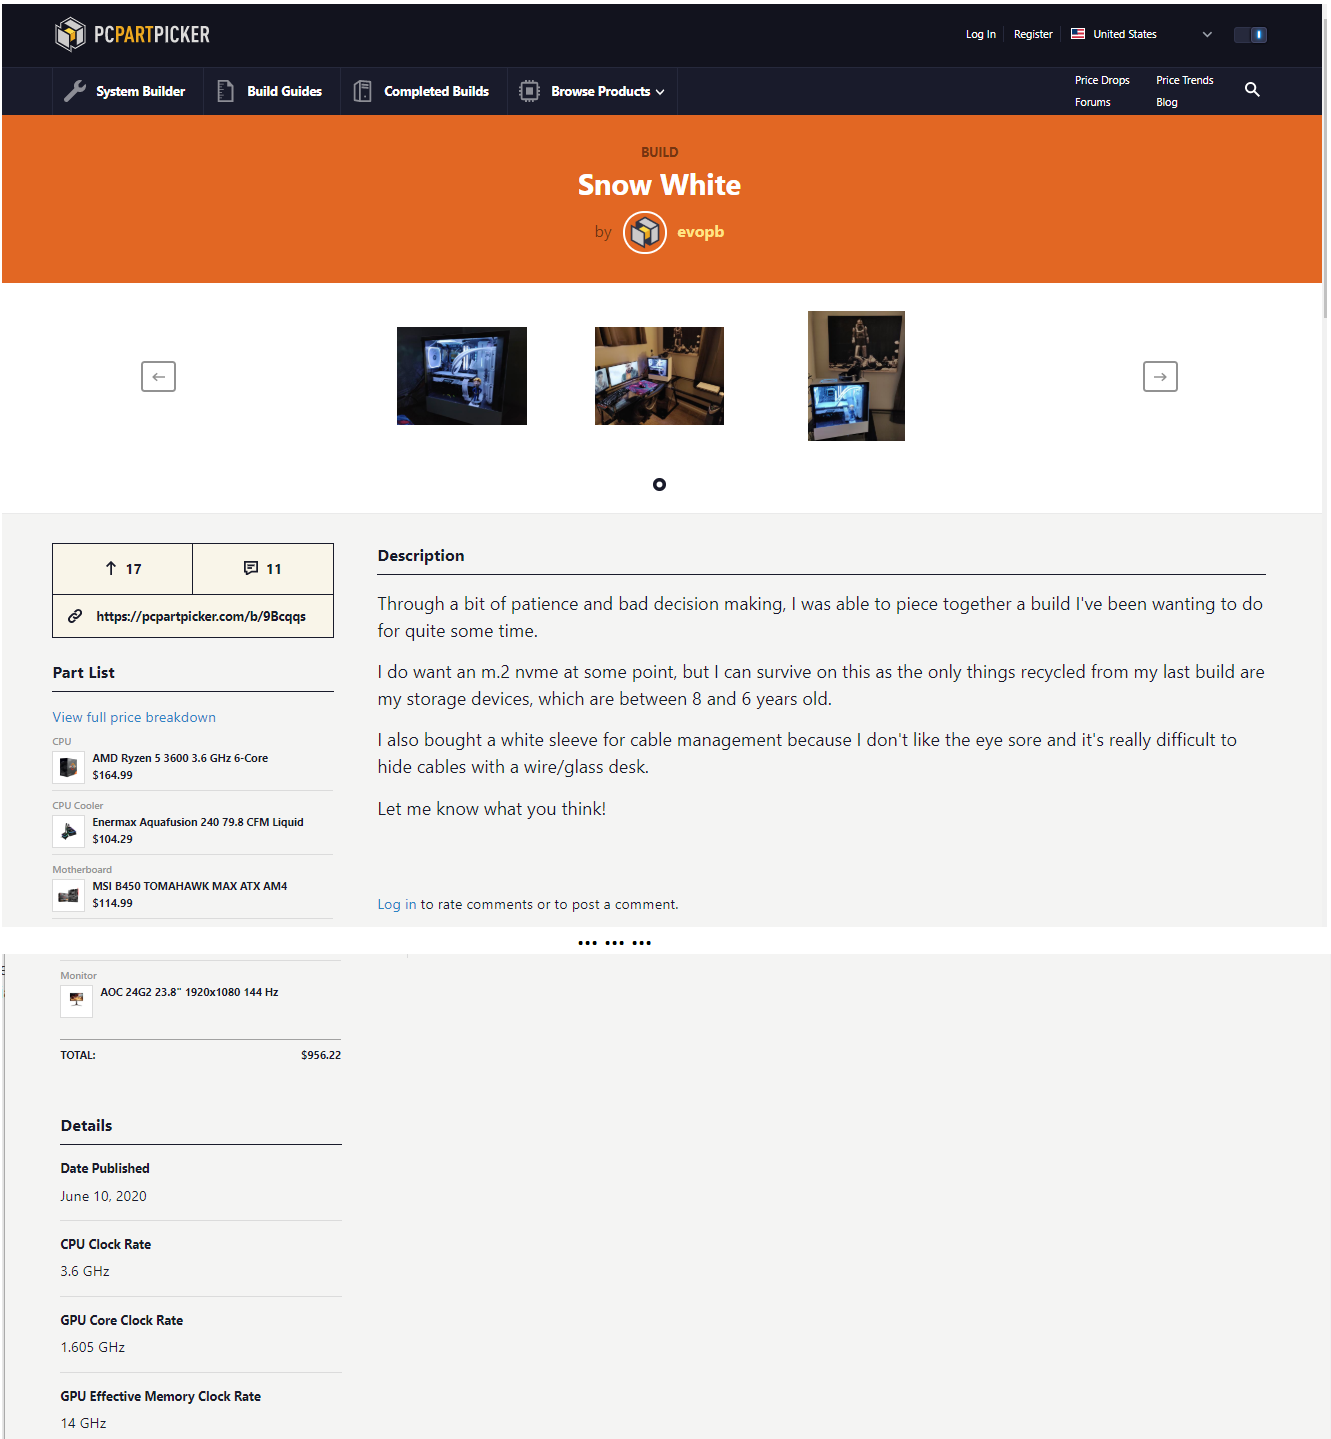 PCPARTPICKER
Log In
Register
United States
System Builder
Build Guides
Completed Builds
Browse Products
Price Drops
Price Trends
Forums
Blog
BUILD
Snow White
by evopb
17
11
https://pcpartpicker.com/b/9Bcqqs
Part List
View full price breakdown
CPU
AMD Ryzen 5 3600 3.6 GHz 6-Core
$164.99
CPU Cooler
Enermax Aquafusion 240 79.8 CFM Liquid
$104.29
Motherboard
MSI B450 TOMAHAWK MAX ATX AM4
$114.99
Description
Through a bit of patience and bad decision making, I was able to piece together a build I've been wanting to do
for quite some time.
I do want an m.2 nvme at some point, but I can survive on this as the only things recycled from my last build are
my storage devices, which are between 8 and 6 years old.
I also bought a white sleeve for cable management because I don't like the eye sore and it's really difficult to
hide cables with a wire/glass desk.
Let me know what you think!
Log in to rate comments or to post a comment.
... ... ...
Monitor
AOC 24G2 23.8" 1920x1080 144 Hz
TOTAL: $956.22
Details
Date Published
June 10, 2020
CPU Clock Rate
3.6 GHz
GPU Core Clock Rate
1.605 GHz
GPU Effective Memory Clock Rate
14 GHz